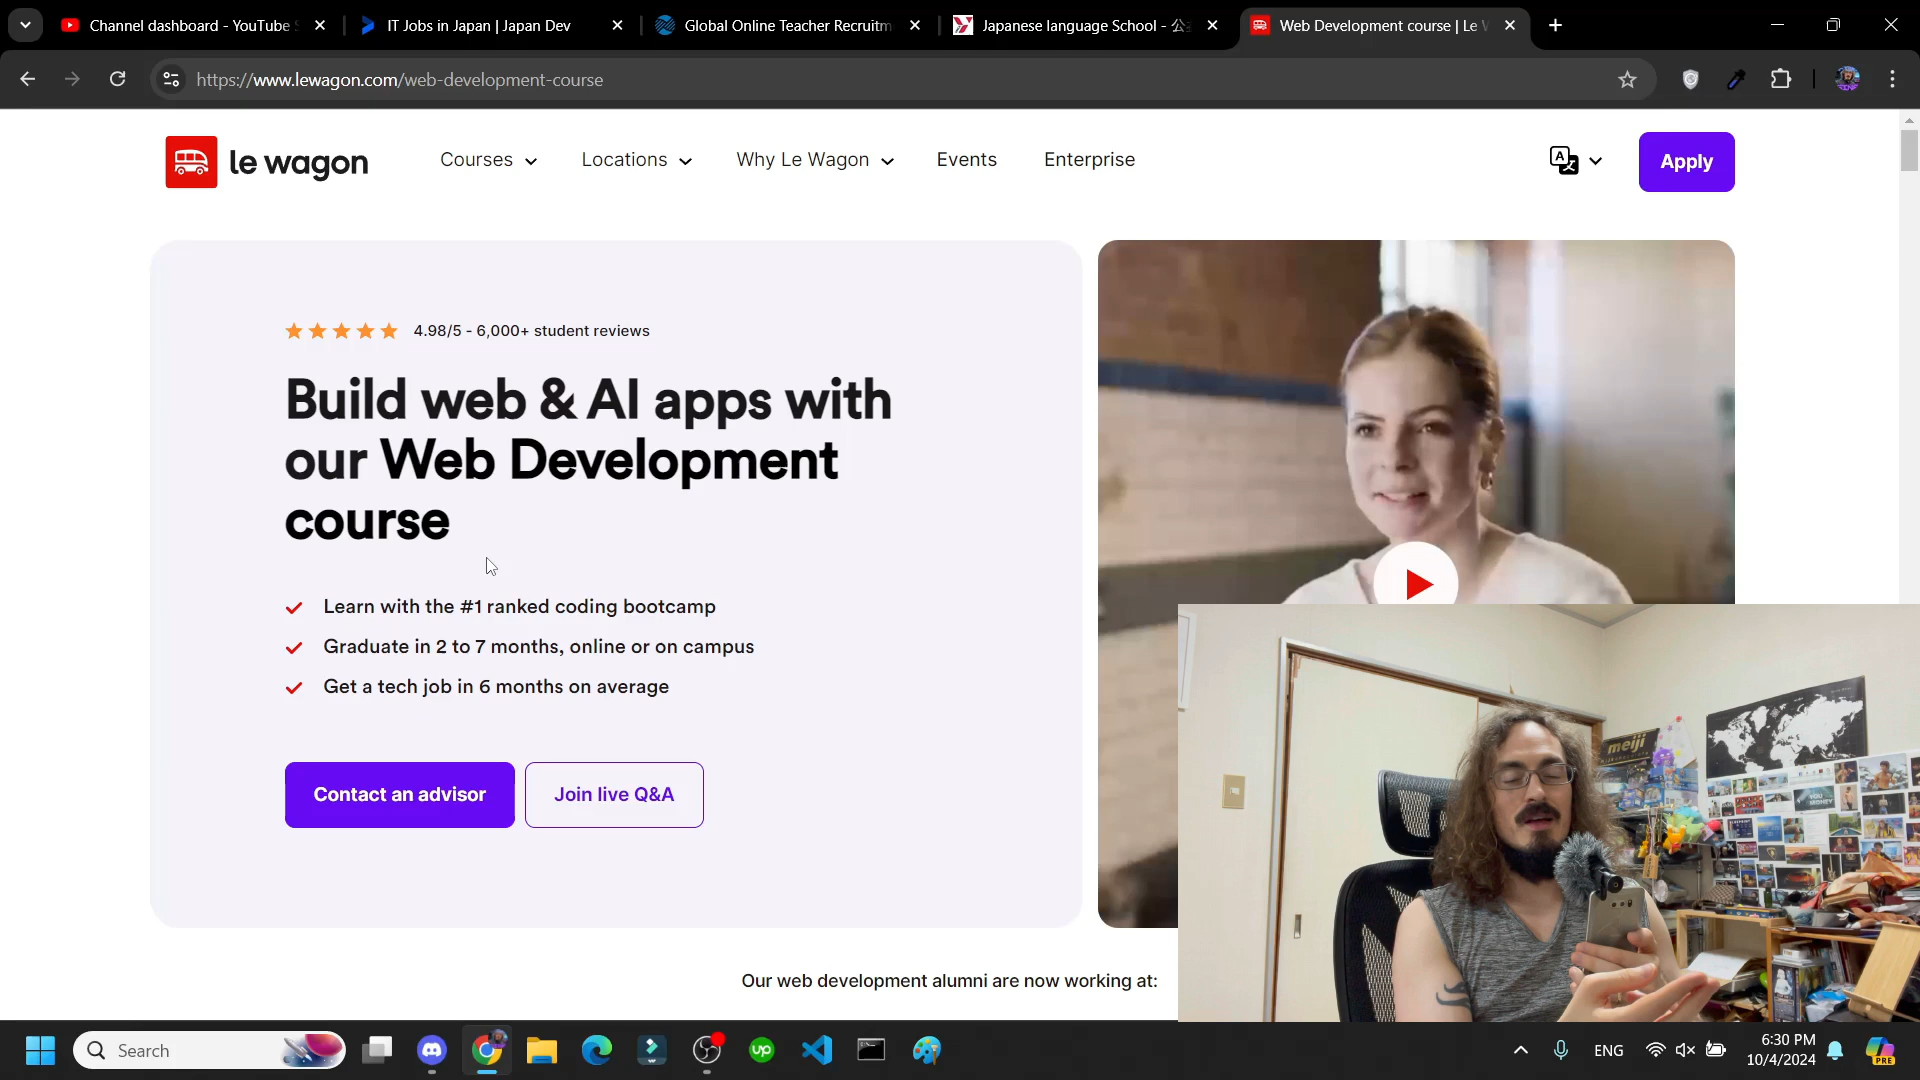 Channel dashboard - YouTube
IT Jobs in Japan | Japan Dev
Global Online Teacher Recruitm
Japanese language School - 公
Web Development course | Le
https://www.lewagon.com/web-development-course
le wagon
Courses
Locations
Why Le Wagon
Events
Enterprise
Apply
4.98/5 - 6,000+ student reviews
Build web & AI apps with
our Web Development
course
Learn with the #1 ranked coding bootcamp
Graduate in 2 to 7 months, online or on campus
Get a tech job in 6 months on average
Contact an advisor
Join live Q&A
Our web development alumni are now working at:
meiji
Search
up
ENG
6:30 PM
10/4/2024
PRE